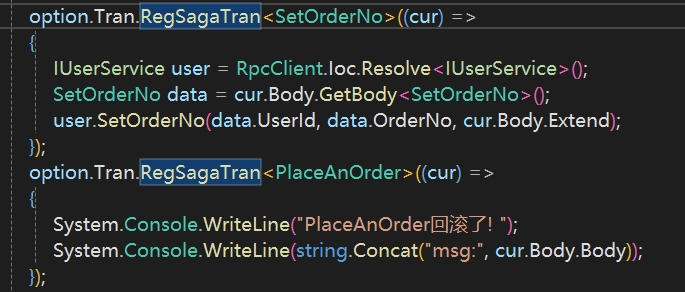 option.Tran.RegSagaTran<SetOrderNo>((cur) =>
{
IUserService user = RpcClient.Ioc.Resolve<IUserService>();
SetOrderNo data = cur.Body.GetBody<SetOrderNo>();
user.SetOrderNo(data.UserId, data.OrderNo, cur.Body.Extend);
});
option.Tran.RegSagaTran<PlaceAnOrder>((cur) =>
{
System.Console.WriteLine("PlaceAnOrder回滚了! ");
System.Console.WriteLine(string.Concat("msg:", cur.Body.Body));
});